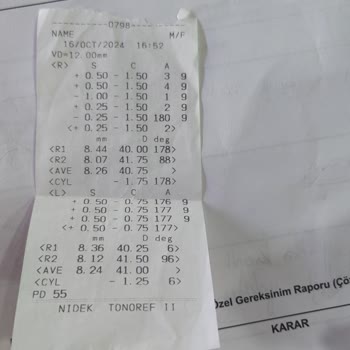 -----------0798-----------
NAME M/F
16/OCT/2024 16:52
VD=12.00mm
<R> S C A
+ 0.50 - 1.50 3 9
+ 0.50 - 1.50 4 9
- 1.00 - 1.50 1 9
+ 0.25 - 1.50 2 9
- 0.25 - 1.50 180 9
<+ 0.25 - 1.50 2>
mm D deg
<R1 8.44 40.00 178>
<R2 8.07 41.75 88>
<AVE 8.26 40.75 >
<CYL - 1.75 178>
<L> S C A
+ 0.50 - 0.75 176 9
+ 0.50 - 0.75 177 9
+ 0.50 - 0.75 177 9
<+ 0.50 - 0.75 177>
mm D deg
<R1 8.36 40.25 6>
<R2 8.12 41.50 96>
<AVE 8.24 41.00 >
<CYL - 1.25 6>
PD 55
NIDEK TONOREF II
Özel Gereksinim Raporu (Çö
KARAR